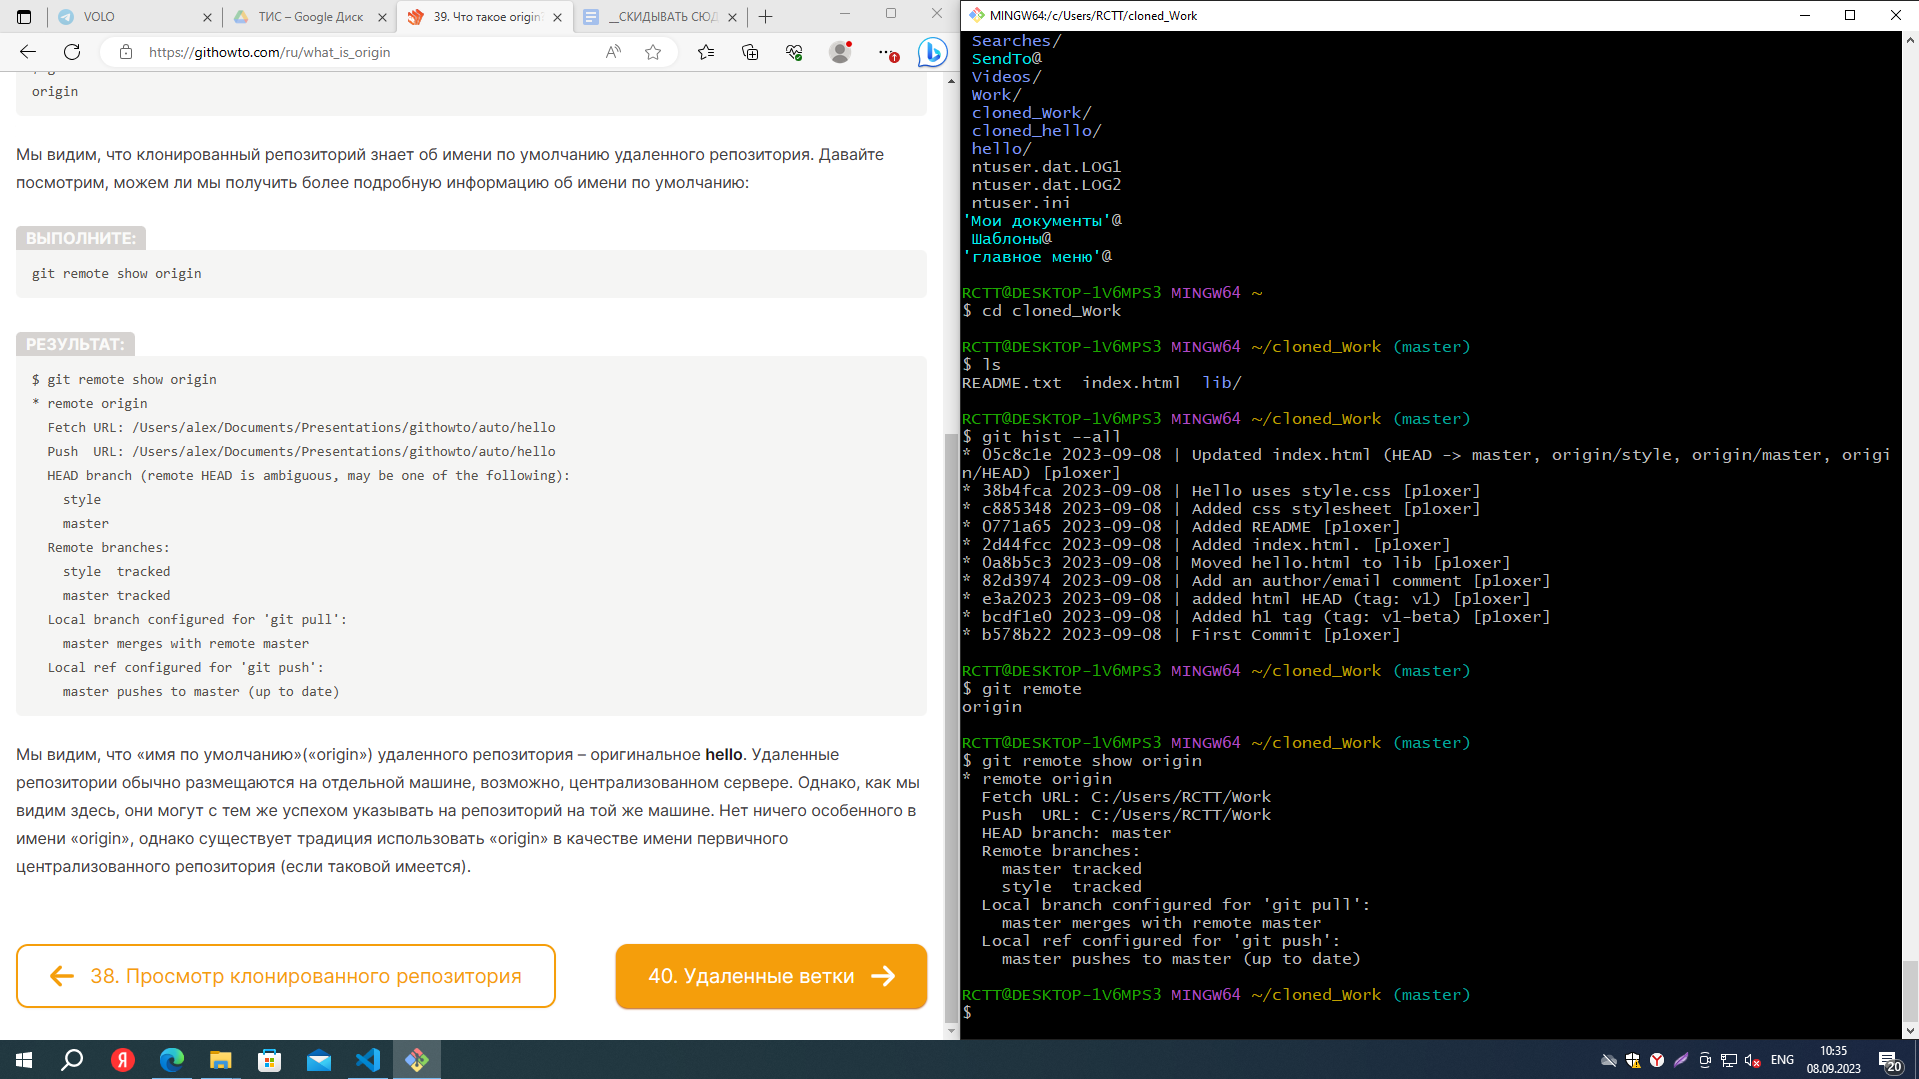 VOLO
ТИС – Google Диск
39. Что такое origin
__СКИДЫВАТЬ СЮД
https://githowto.com/ru/what_is_origin
origin
Мы видим, что клонированный репозиторий знает об имени по умолчанию удаленного репозитория. Давайте
посмотрим, можем ли мы получить более подробную информацию об имени по умолчанию:
ВЫПОЛНИТЕ:
git remote show origin
РЕЗУЛЬТАТ:
$ git remote show origin
* remote origin
Fetch URL: /Users/alex/Documents/Presentations/githowto/auto/hello
Push  URL: /Users/alex/Documents/Presentations/githowto/auto/hello
HEAD branch (remote HEAD is ambiguous, may be one of the following):
style
master
Remote branches:
style  tracked
master tracked
Local branch configured for 'git pull':
master merges with remote master
Local ref configured for 'git push':
master pushes to master (up to date)
Мы видим, что «имя по умолчанию»(«origin») удаленного репозитория – оригинальное hello. Удаленные
репозитории обычно размещаются на отдельной машине, возможно, централизованном сервере. Однако, как мы
видим здесь, они могут с тем же успехом указывать на репозиторий на той же машине. Нет ничего особенного в
имени «origin», однако существует традиция использовать «origin» в качестве имени первичного
централизованного репозитория (если таковой имеется).
38. Просмотр клонированного репозитория
40. Удаленные ветки
MINGW64:/c/Users/RCTT/cloned_Work
Searches/
SendTo@
Videos/
Work/
cloned_Work/
cloned_hello/
hello/
ntuser.dat.LOG1
ntuser.dat.LOG2
ntuser.ini
'Мои документы'@
Шаблоны@
'главное меню'@
RCTT@DESKTOP-1V6MPS3 MINGW64 ~
$ cd cloned_Work
RCTT@DESKTOP-1V6MPS3 MINGW64 ~/cloned_Work (master)
$ ls
README.txt  index.html  lib/
RCTT@DESKTOP-1V6MPS3 MINGW64 ~/cloned_Work (master)
$ git hist --all
* 05c8c1e 2023-09-08 | Updated index.html (HEAD -> master, origin/style, origin/master, origi
n/HEAD) [p1oxer]
* 38b4fca 2023-09-08 | Hello uses style.css [p1oxer]
* c885348 2023-09-08 | Added css stylesheet [p1oxer]
* 0771a65 2023-09-08 | Added README [p1oxer]
* 2d44fcc 2023-09-08 | Added index.html. [p1oxer]
* 0a8b5c3 2023-09-08 | Moved hello.html to lib [p1oxer]
* 82d3974 2023-09-08 | Add an author/email comment [p1oxer]
* e3a2023 2023-09-08 | added html HEAD (tag: v1) [p1oxer]
* bcdf1e0 2023-09-08 | Added h1 tag (tag: v1-beta) [p1oxer]
* b578b22 2023-09-08 | First Commit [p1oxer]
RCTT@DESKTOP-1V6MPS3 MINGW64 ~/cloned_Work (master)
$ git remote
origin
RCTT@DESKTOP-1V6MPS3 MINGW64 ~/cloned_Work (master)
$ git remote show origin
* remote origin
Fetch URL: C:/Users/RCTT/Work
Push  URL: C:/Users/RCTT/Work
HEAD branch: master
Remote branches:
master tracked
style  tracked
Local branch configured for 'git pull':
master merges with remote master
Local ref configured for 'git push':
master pushes to master (up to date)
RCTT@DESKTOP-1V6MPS3 MINGW64 ~/cloned_Work (master)
$
ENG
10:35
08.09.2023
20